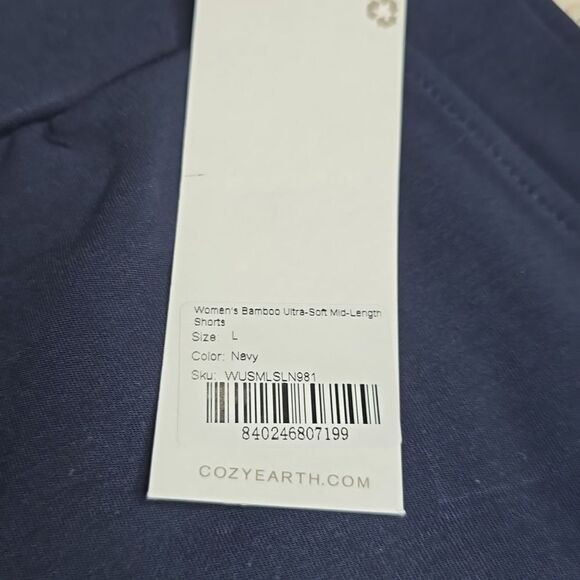 Women's Bamboo Ultra-Soft Mid-Length
Shorts
Size: L
Color: Navy
Sku: WUSMLSLN981
840246807199
COZYEARTH.COM